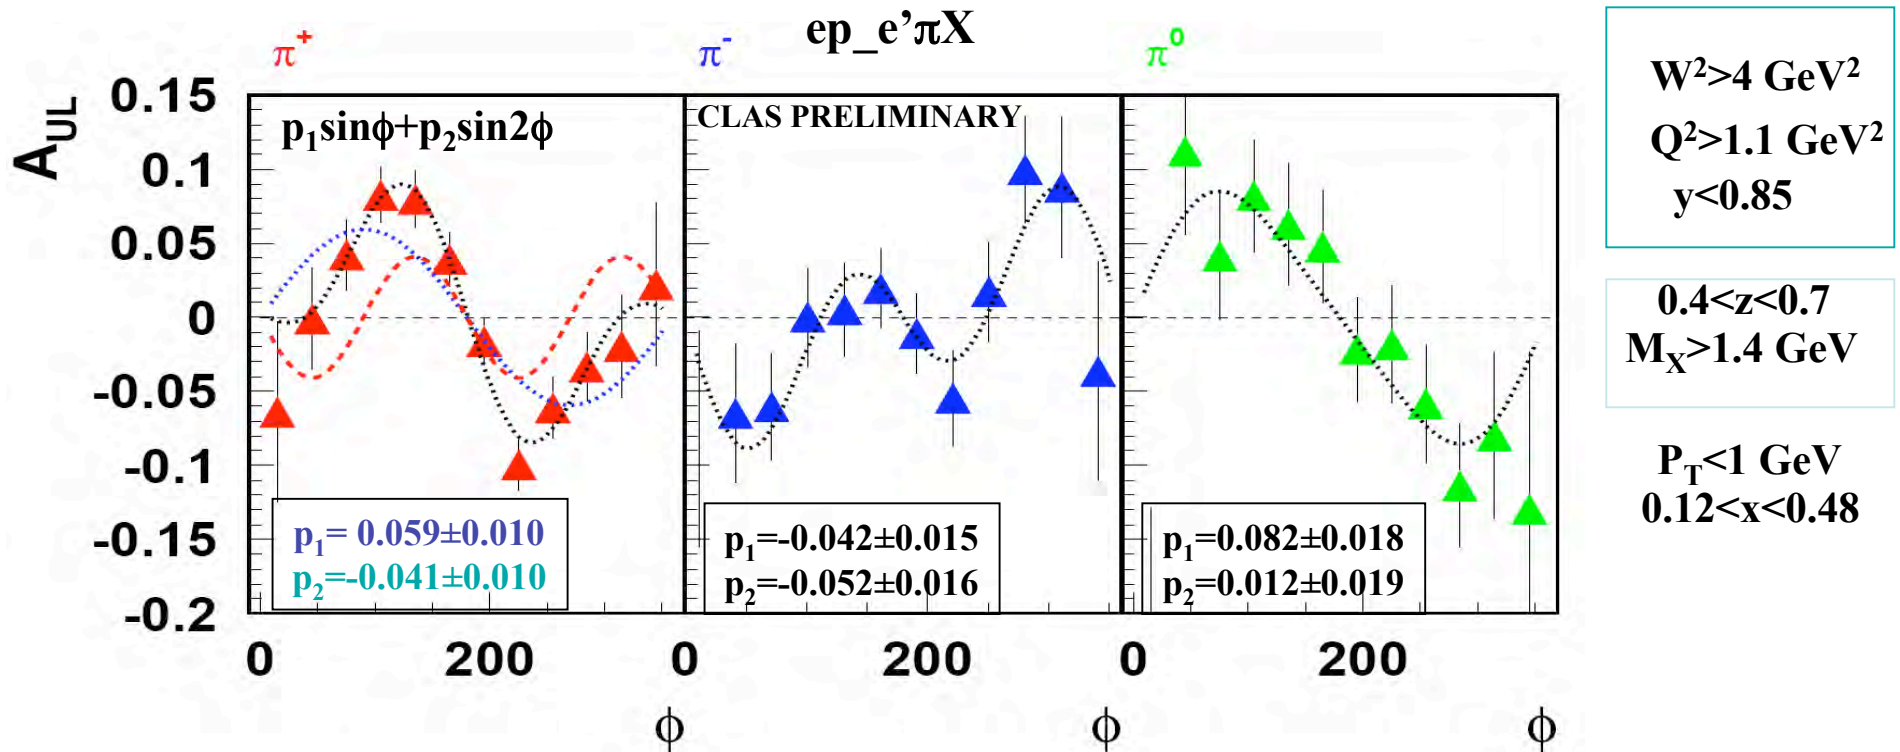 ep_e’πX
π⁺
π⁻
π⁰
A_UL
0.15
0.1
0.05
0
-0.05
-0.1
-0.15
-0.2
p₁sinϕ+p₂sin2ϕ
CLAS PRELIMINARY
p₁= 0.059±0.010
p₂=-0.041±0.010
p₁=-0.042±0.015
p₂=-0.052±0.016
p₁=0.082±0.018
p₂=0.012±0.019
0 200 0 200 0 200
ϕ ϕ ϕ
W²>4 GeV²
Q²>1.1 GeV²
y<0.85
0.4<z<0.7
M_X>1.4 GeV
P_T<1 GeV
0.12<x<0.48